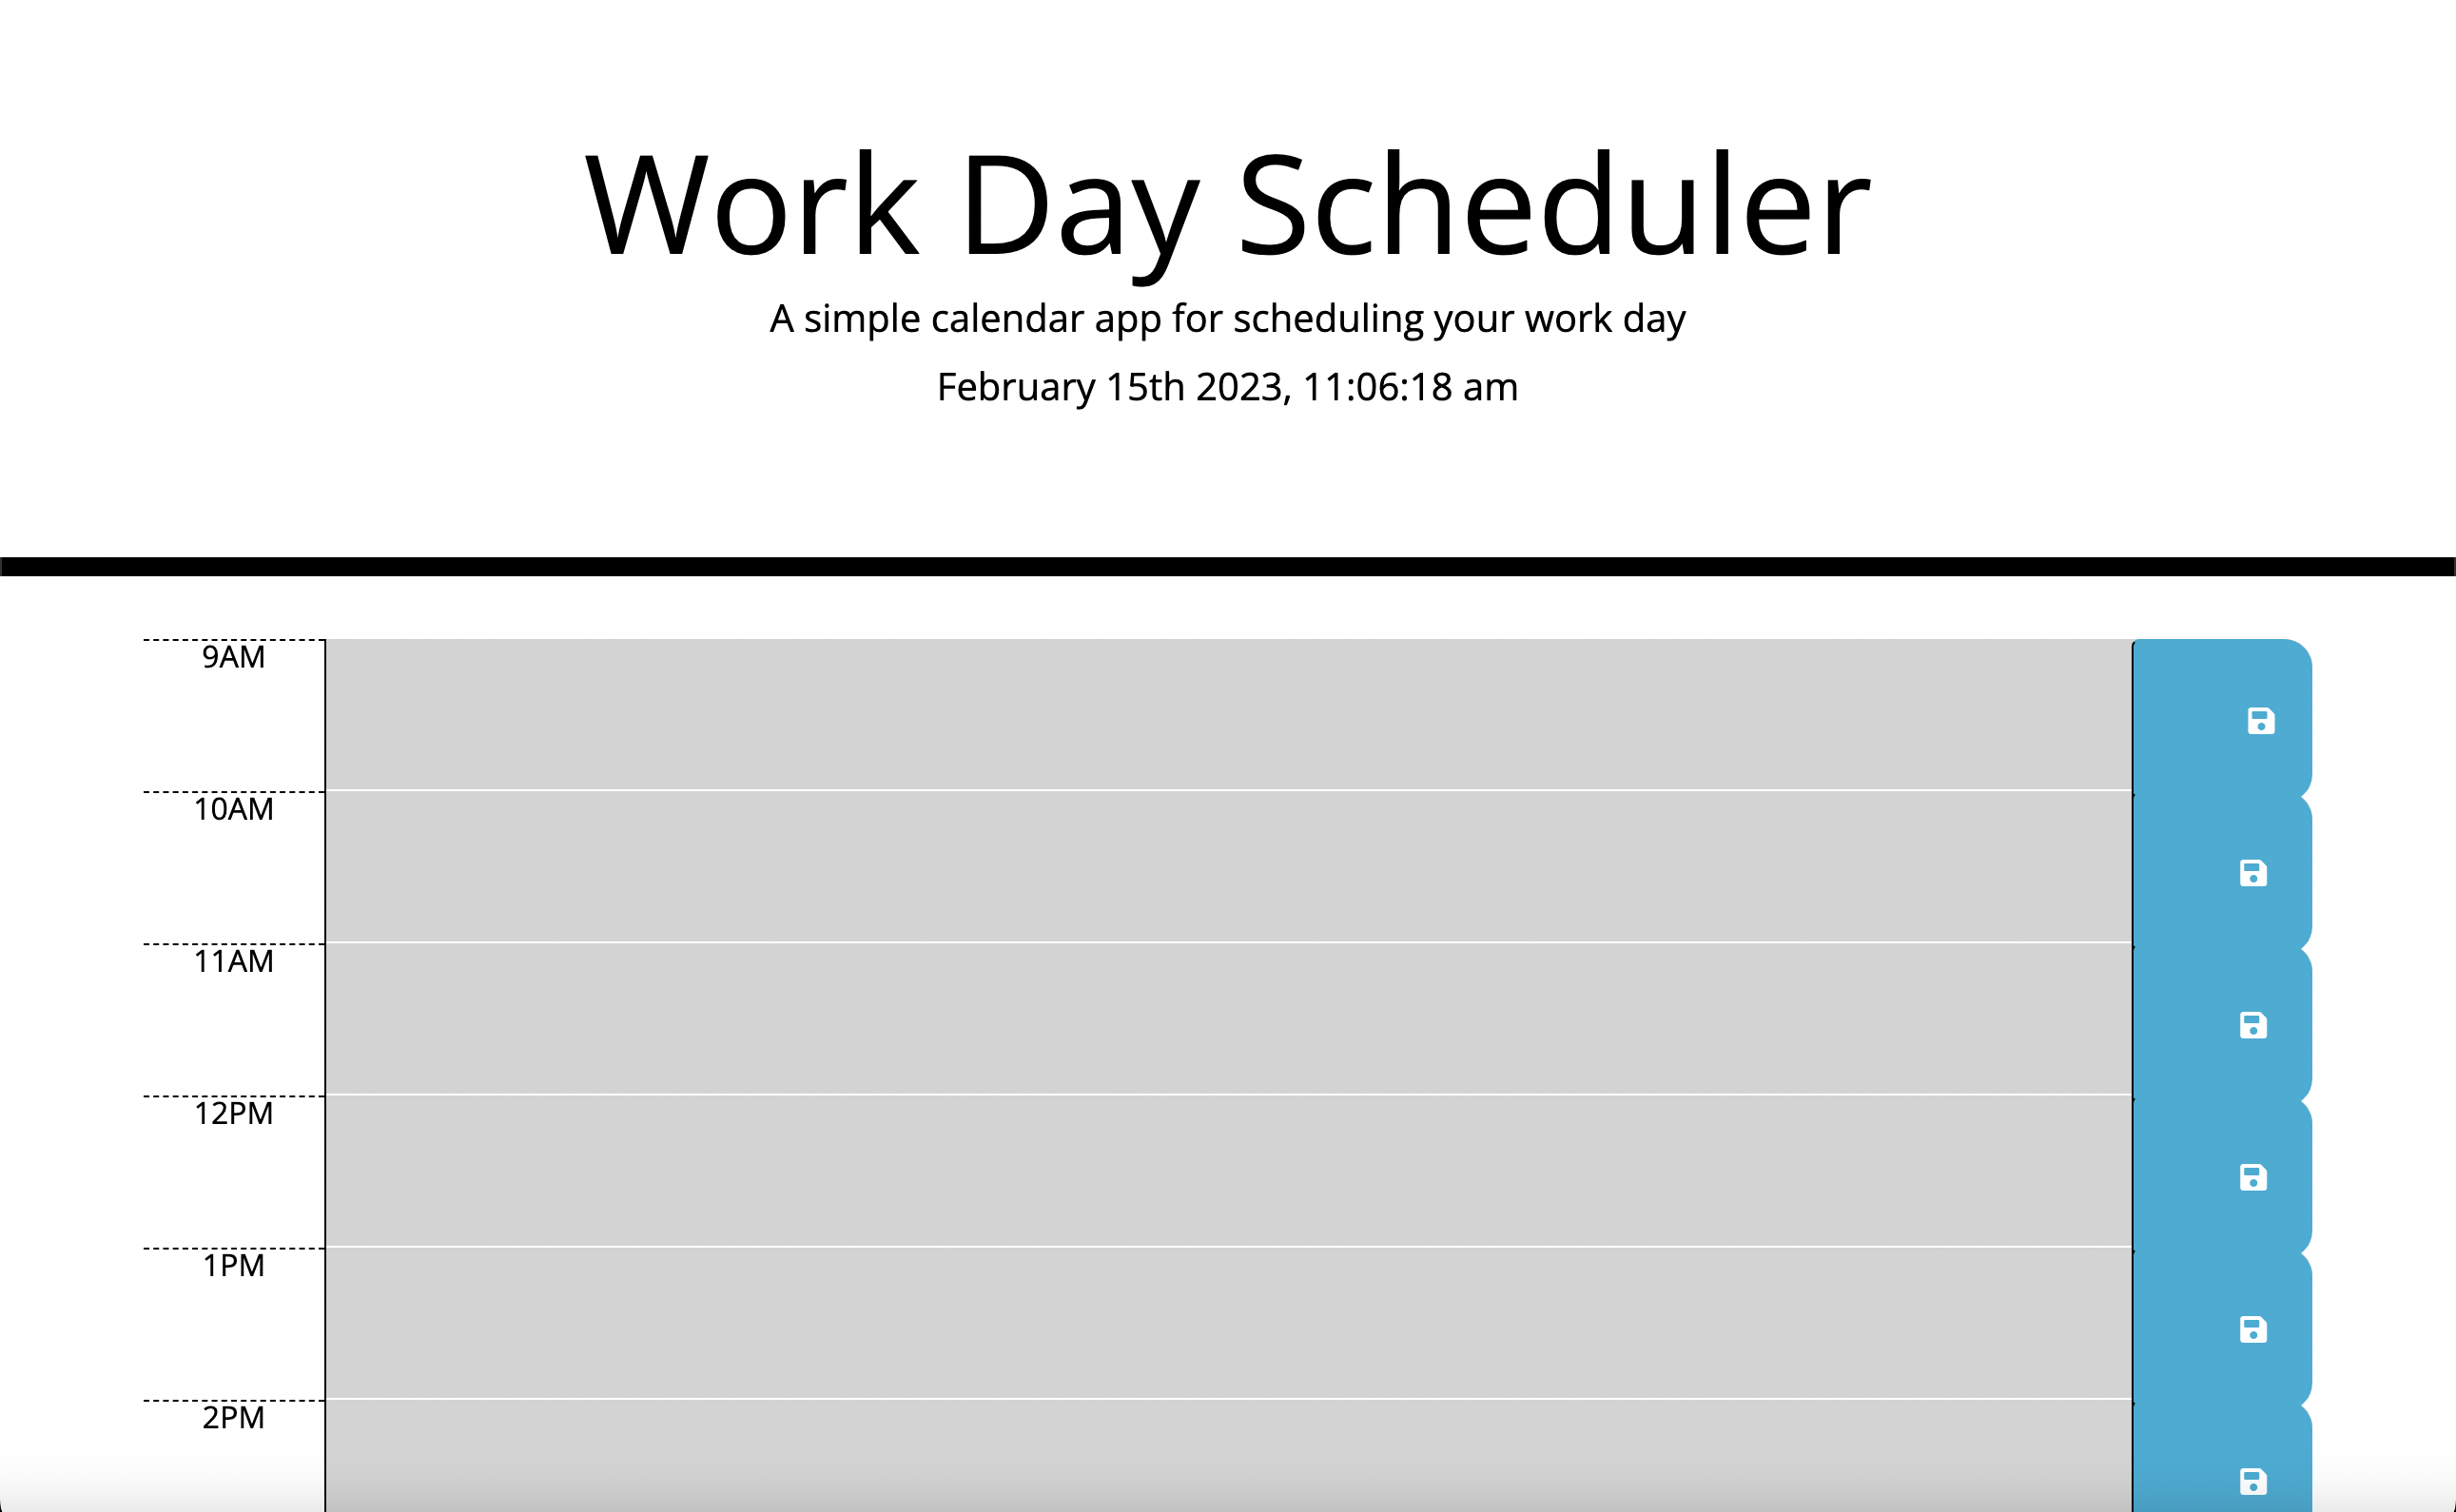 Work Day Scheduler
A simple calendar app for scheduling your work day
February 15th 2023, 11:06:18 am
9AM
10AM
11AM
12PM
1PM
2PM